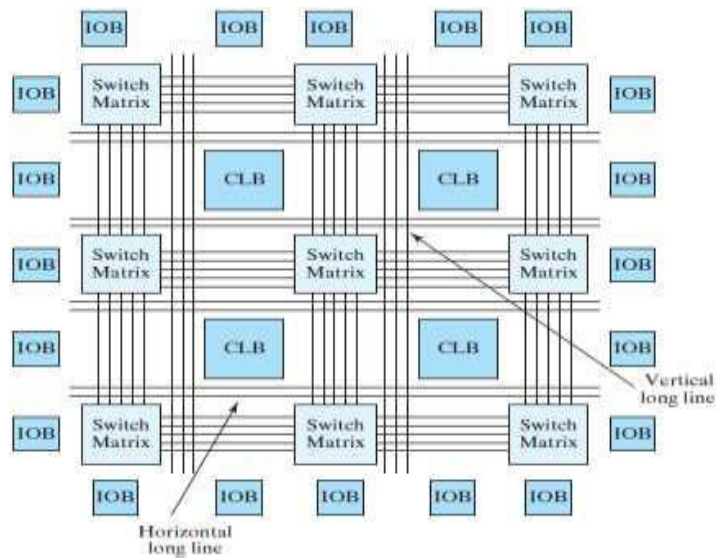 IOB IOB IOB IOB IOB
IOB Switch Matrix Switch Matrix Switch Matrix IOB
IOB CLB CLB IOB
IOB Switch Matrix Switch Matrix Switch Matrix IOB
IOB CLB CLB IOB
Vertical
long line
IOB Switch Matrix Switch Matrix Switch Matrix IOB
IOB IOB IOB IOB IOB
Horizontal
long line